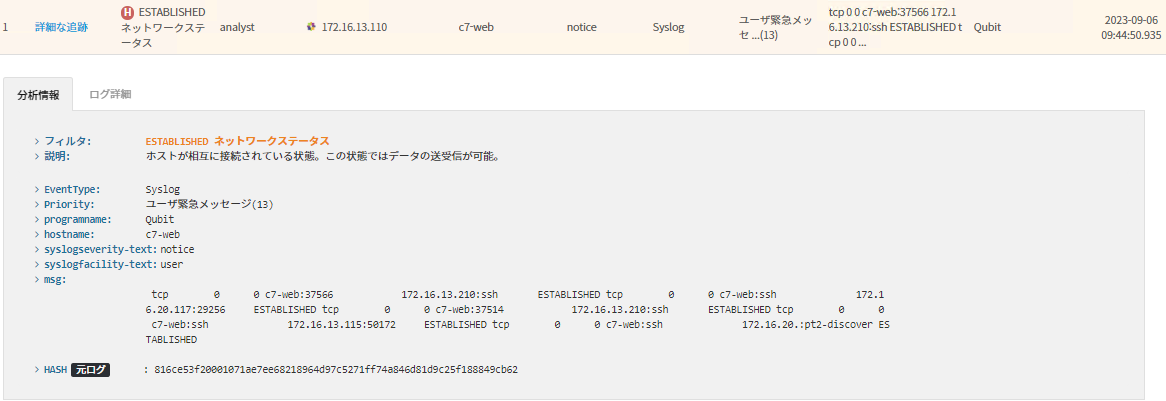 1 詳細な追跡 H ESTABLISHED ネットワークステータス analyst 172.16.13.110 c7-web notice Syslog ユーザ緊急メッセ ...(13) tcp 0 0 c7-web:37566 172.16.13.210:ssh ESTABLISHED tcp 0 0 ... Qubit 2023-09-06 09:44:50.935
分析情報 ログ詳細
> フィルタ: ESTABLISHED ネットワークステータス
> 説明: ホストが相互に接続されている状態。この状態ではデータの送受信が可能。
> EventType: Syslog
> Priority: ユーザ緊急メッセージ(13)
> programname: Qubit
> hostname: c7-web
> syslogseverity-text: notice
> syslogfacility-text: user
> msg:
tcp 0 0 c7-web:37566 172.16.13.210:ssh ESTABLISHED tcp 0 0 c7-web:ssh 172.1
6.20.117:29256 ESTABLISHED tcp 0 0 c7-web:37514 172.16.13.210:ssh ESTABLISHED tcp 0 0
c7-web:ssh 172.16.13.115:50172 ESTABLISHED tcp 0 0 c7-web:ssh 172.16.20.:pt2-discover ES
TABLISHED
> HASH 元ログ : 816ce53f20001071ae7ee68218964d97c5271ff74a846d81d9c25f188849cb62